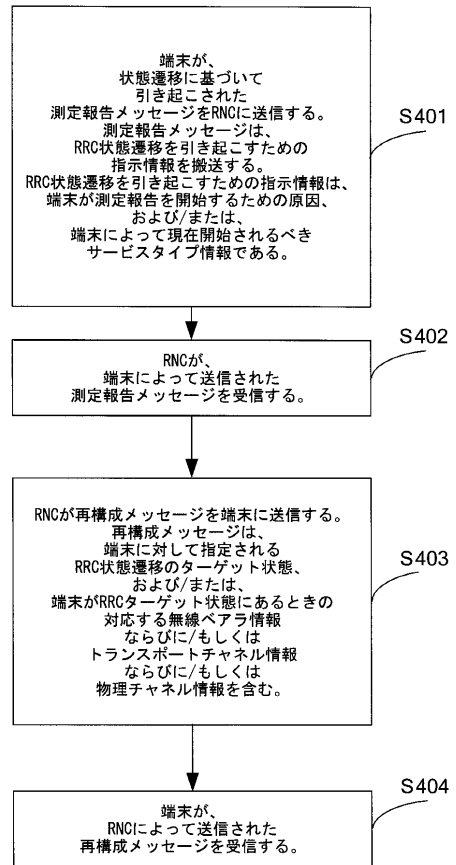 端末が、
状態遷移に基づいて
引き起こされた
測定報告メッセージをRNCに送信する。
測定報告メッセージは、
RRC状態遷移を引き起こすための
指示情報を搬送する。
RRC状態遷移を引き起こすための指示情報は、
端末が測定報告を開始するための原因、
および/または、
端末によって現在開始されるべき
サービスタイプ情報である。
S401
RNCが、
端末によって送信された
測定報告メッセージを受信する。
S402
RNCが再構成メッセージを端末に送信する。
再構成メッセージは、
端末に対して指定される
RRC状態遷移のターゲット状態、
および/または、
端末がRRCターゲット状態にあるときの
対応する無線ベアラ情報
ならびに/もしくは
トランスポートチャネル情報
ならびに/もしくは
物理チャネル情報を含む。
S403
端末が、
RNCによって送信された
再構成メッセージを受信する。
S404